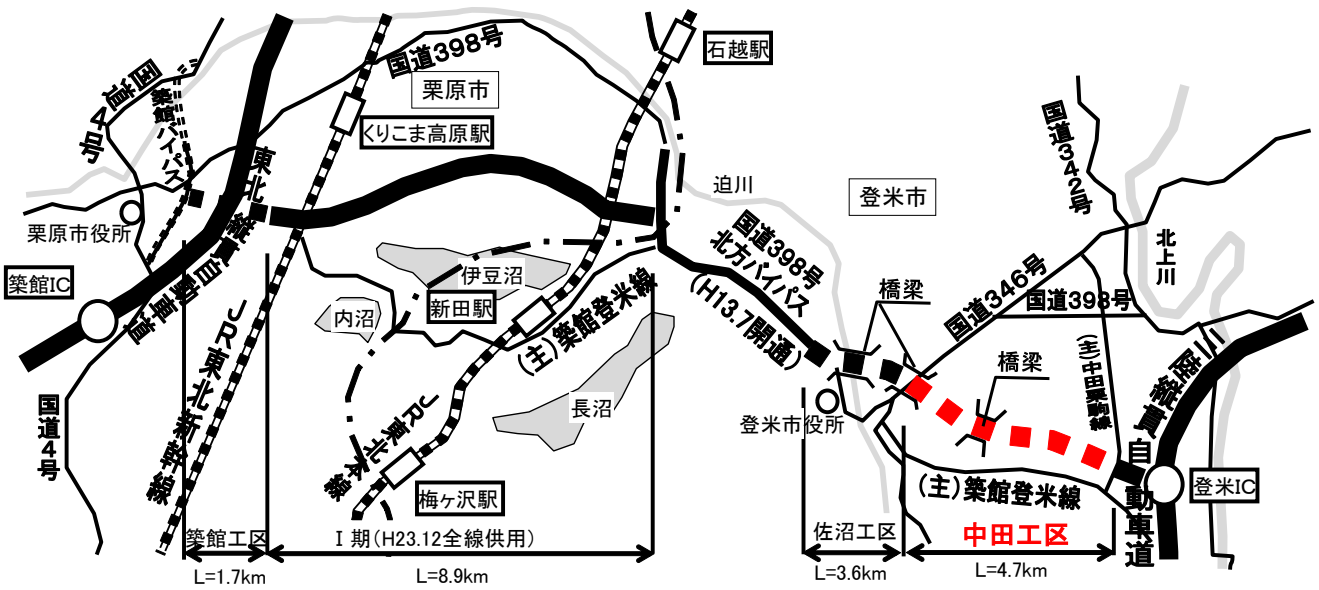 国道4号
築館バイパス
栗原市役所
築館IC
国道4号
東北縦貫自動車道
JR東北新幹線
国道398号
栗原市
くりこま高原駅
石越駅
伊豆沼
内沼
新田駅
長沼
(主)築館登米線
JR東北本線
梅ヶ沢駅
迫川
登米市
国道398号
北方バイパス
(H13.7開通)
橋梁
登米市役所
国道346号
国道342号
国道398号
北上川
(主)中田栗駒線
橋梁
(主)築館登米線
三陸縦貫自動車道
登米IC
築館工区
L=1.7km
Ⅰ期(H23.12全線供用)
L=8.9km
佐沼工区
L=3.6km
中田工区
L=4.7km